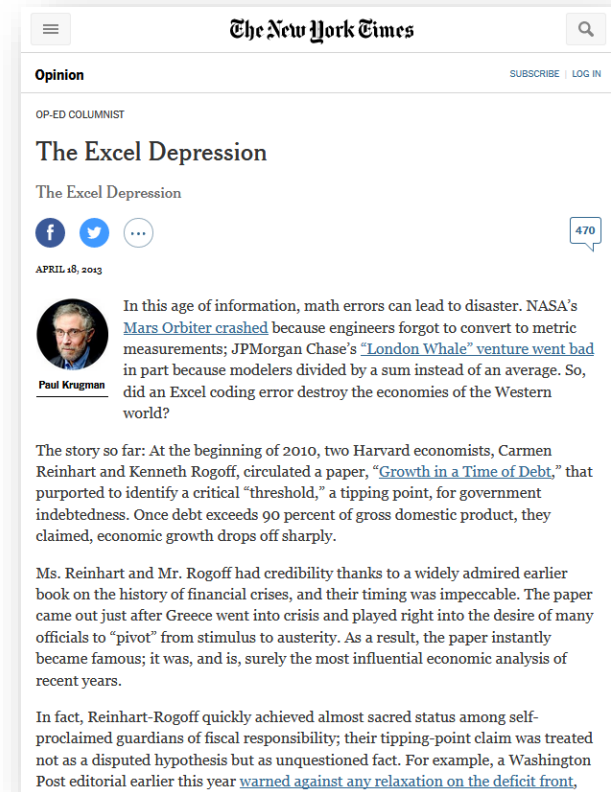 The New York Times
Opinion
SUBSCRIBE | LOG IN
OP-ED COLUMNIST
The Excel Depression
The Excel Depression
f
470
APRIL 18, 2013
In this age of information, math errors can lead to disaster. NASA's
Mars Orbiter crashed because engineers forgot to convert to metric
measurements; JPMorgan Chase's “London Whale” venture went bad
in part because modelers divided by a sum instead of an average. So,
did an Excel coding error destroy the economies of the Western
world?
Paul Krugman
The story so far: At the beginning of 2010, two Harvard economists, Carmen
Reinhart and Kenneth Rogoff, circulated a paper, “Growth in a Time of Debt,” that
purported to identify a critical “threshold,” a tipping point, for government
indebtedness. Once debt exceeds 90 percent of gross domestic product, they
claimed, economic growth drops off sharply.
Ms. Reinhart and Mr. Rogoff had credibility thanks to a widely admired earlier
book on the history of financial crises, and their timing was impeccable. The paper
came out just after Greece went into crisis and played right into the desire of many
officials to “pivot” from stimulus to austerity. As a result, the paper instantly
became famous; it was, and is, surely the most influential economic analysis of
recent years.
In fact, Reinhart-Rogoff quickly achieved almost sacred status among self-
proclaimed guardians of fiscal responsibility; their tipping-point claim was treated
not as a disputed hypothesis but as unquestioned fact. For example, a Washington
Post editorial earlier this year warned against any relaxation on the deficit front,